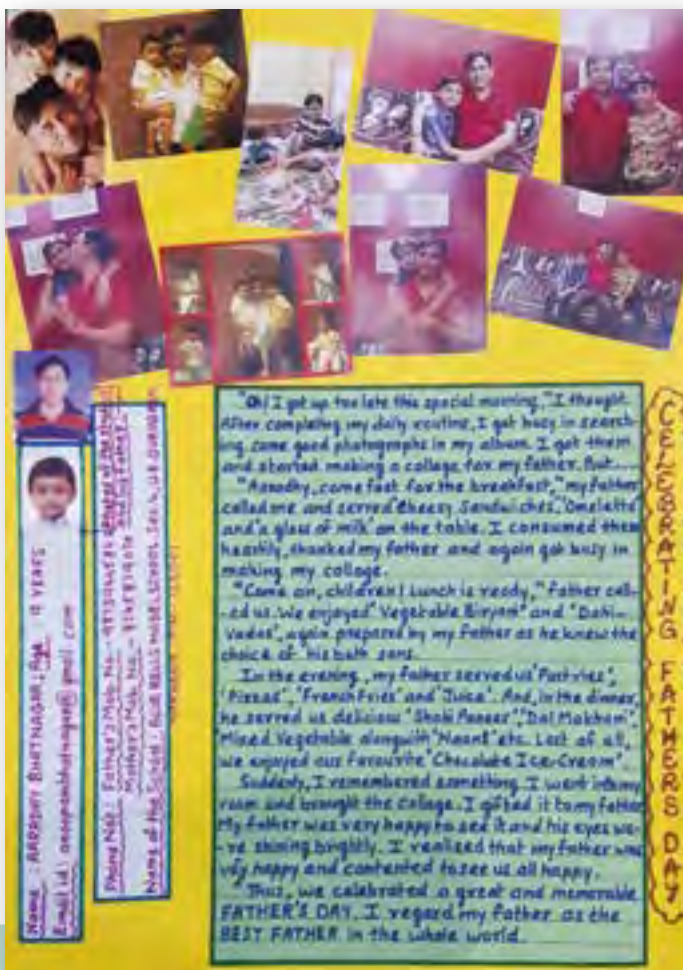 "Oh! I got up too late this special morning," I thought.
After completing my daily routine, I got busy in search-
ing some good photographs in my album. I got them
and started making a collage for my father. But....
"Aaradhy, come fast for the breakfast," my father
called me and served 'Cheesy Sandwiches', 'Omelette'
and 'a glass of milk' on the table. I consumed them
heartily, thanked my father and again got busy in
making my collage.
"Come on, children! Lunch is ready," father call-
-ed us. We enjoyed 'Vegetable Biryani' and 'Dahi-
Vadas', again prepared by my father as he knew the
choice of his both sons.
In the evening, my father served us 'Pastries',
'Pizzas', 'French Fries' and 'Juice'. And, in the dinner,
he served us delicious 'Shahi Paneer', 'Dal Makhani',
'Mixed Vegetable alongwith 'Naans' etc. Last of all,
we enjoyed our favourite 'Chocolate Ice-Cream'.
Suddenly, I remembered something. I went into my
room and brought the collage. I gifted it to my father.
My father was very happy to see it and his eyes we-
-re shining brightly. I realised that my father was
very happy and contented to see us all happy.
Thus, we celebrated a great and memorable
FATHER'S DAY. I regard my father as the
BEST FATHER in the whole world.
CELEBRATING FATHERS DAY
Name : AARADHY BHATNAGAR ; Age 10 YEARS
Email id :
Phone Nos : Father's Mob. No. -
Mother's Mob. No. -
Name of the School : BLUE BELLS MODEL SCHOOL, Sec-4, U.E. GURGAON